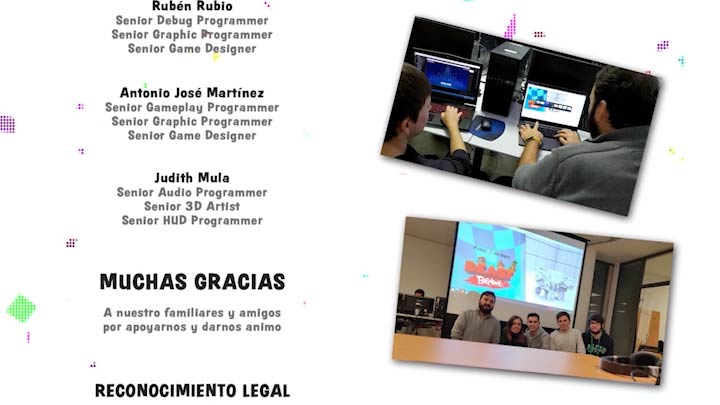 Rubén Rubio
Senior Debug Programmer
Senior Graphic Programmer
Senior Game Designer
Antonio José Martínez
Senior Gameplay Programmer
Senior Graphic Programmer
Senior Game Designer
Judith Mula
Senior Audio Programmer
Senior 3D Artist
Senior HUD Programmer
MUCHAS GRACIAS
A nuestro familiares y amigos
por apoyarnos y darnos animo
RECONOCIMIENTO LEGAL